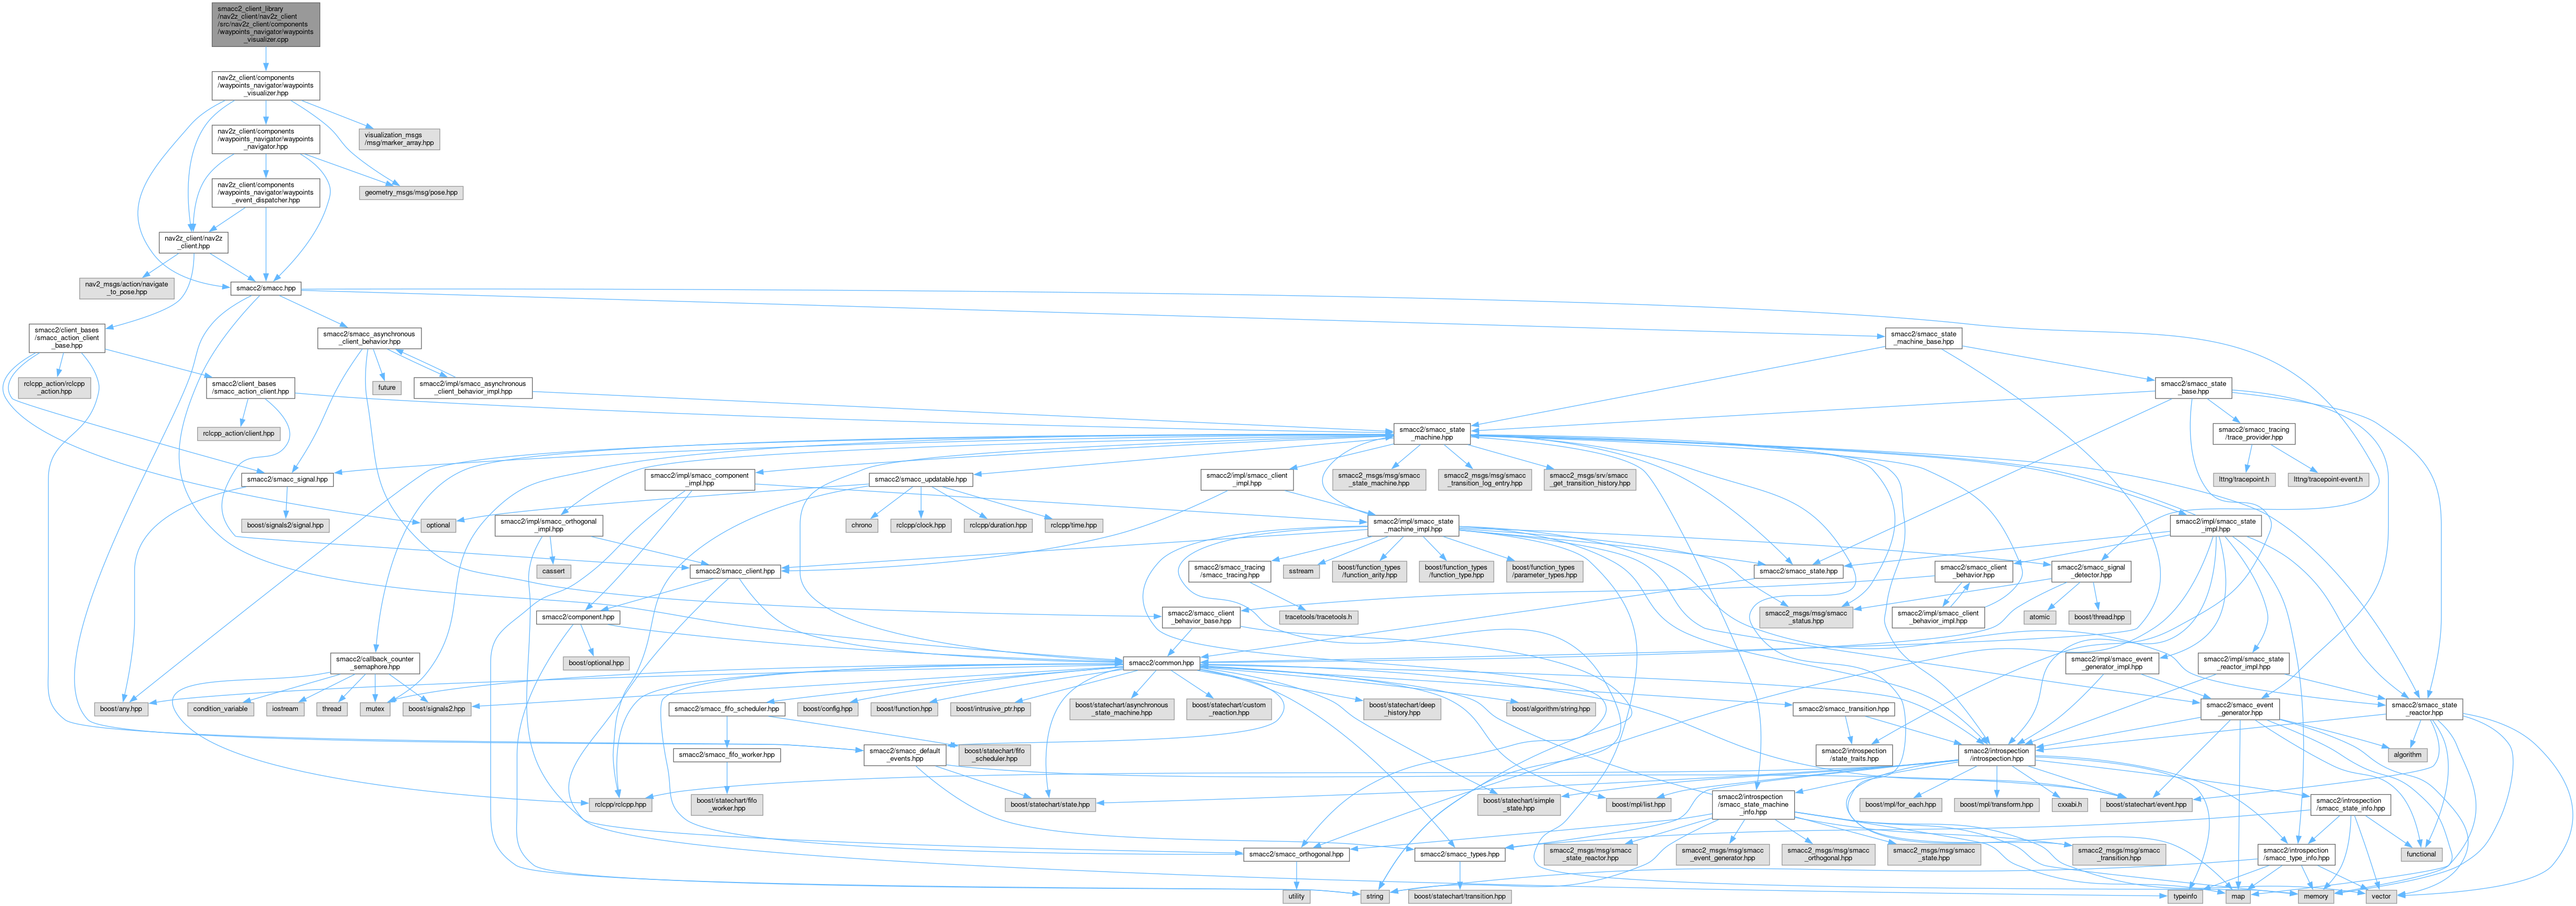 smacc2_client_library
/nav2z_client/nav2z_client
/src/nav2z_client/components
/waypoints_navigator/waypoints
_visualizer.cpp
nav2z_client/components
/waypoints_navigator/waypoints
_visualizer.hpp
nav2z_client/components
/waypoints_navigator/waypoints
_navigator.hpp
visualization_msgs
/msg/marker_array.hpp
nav2z_client/components
/waypoints_navigator/waypoints
_event_dispatcher.hpp
geometry_msgs/msg/pose.hpp
nav2z_client/nav2z
_client.hpp
nav2_msgs/action/navigate
_to_pose.hpp
smacc2/smacc.hpp
smacc2/client_bases
/smacc_action_client
_base.hpp
smacc2/smacc_asynchronous
_client_behavior.hpp
smacc2/smacc_state
_machine_base.hpp
rclcpp_action/rclcpp
_action.hpp
smacc2/client_bases
/smacc_action_client.hpp
future
smacc2/impl/smacc_asynchronous
_client_behavior_impl.hpp
smacc2/smacc_state
_base.hpp
rclcpp_action/client.hpp
smacc2/smacc_state
_machine.hpp
smacc2/smacc_tracing
/trace_provider.hpp
smacc2/smacc_signal.hpp
smacc2/impl/smacc_component
_impl.hpp
smacc2/smacc_updatable.hpp
smacc2/impl/smacc_client
_impl.hpp
smacc2_msgs/msg/smacc
_state_machine.hpp
smacc2_msgs/msg/smacc
_transition_log_entry.hpp
smacc2_msgs/srv/smacc
_get_transition_history.hpp
lttng/tracepoint.h
lttng/tracepoint-event.h
boost/signals2/signal.hpp
optional
smacc2/impl/smacc_orthogonal
_impl.hpp
chrono
rclcpp/clock.hpp
rclcpp/duration.hpp
rclcpp/time.hpp
smacc2/impl/smacc_state
_machine_impl.hpp
smacc2/impl/smacc_state
_impl.hpp
cassert
smacc2/smacc_client.hpp
smacc2/smacc_tracing
/smacc_tracing.hpp
sstream
boost/function_types
/function_arity.hpp
boost/function_types
/function_type.hpp
boost/function_types
/parameter_types.hpp
smacc2/smacc_state.hpp
smacc2/smacc_client
_behavior.hpp
smacc2/smacc_signal
_detector.hpp
smacc2/component.hpp
smacc2/smacc_client
_behavior_base.hpp
tracetools/tracetools.h
smacc2_msgs/msg/smacc
_status.hpp
smacc2/impl/smacc_client
_behavior_impl.hpp
atomic
boost/thread.hpp
smacc2/callback_counter
_semaphore.hpp
boost/optional.hpp
smacc2/common.hpp
smacc2/impl/smacc_event
_generator_impl.hpp
smacc2/impl/smacc_state
_reactor_impl.hpp
boost/any.hpp
condition_variable
iostream
thread
mutex
boost/signals2.hpp
smacc2/smacc_fifo_scheduler.hpp
boost/config.hpp
boost/function.hpp
boost/intrusive_ptr.hpp
boost/statechart/asynchronous
_state_machine.hpp
boost/statechart/custom
_reaction.hpp
boost/statechart/deep
_history.hpp
boost/algorithm/string.hpp
smacc2/smacc_transition.hpp
smacc2/smacc_event
_generator.hpp
smacc2/smacc_state
_reactor.hpp
smacc2/smacc_fifo_worker.hpp
smacc2/smacc_default
_events.hpp
boost/statechart/fifo
_scheduler.hpp
smacc2/introspection
/state_traits.hpp
smacc2/introspection
/introspection.hpp
algorithm
rclcpp/rclcpp.hpp
boost/statechart/fifo
_worker.hpp
boost/statechart/state.hpp
boost/statechart/simple
_state.hpp
boost/mpl/list.hpp
smacc2/introspection
/smacc_state_machine
_info.hpp
boost/mpl/for_each.hpp
boost/mpl/transform.hpp
cxxabi.h
boost/statechart/event.hpp
smacc2/introspection
/smacc_state_info.hpp
smacc2/smacc_orthogonal.hpp
smacc2/smacc_types.hpp
smacc2_msgs/msg/smacc
_state_reactor.hpp
smacc2_msgs/msg/smacc
_event_generator.hpp
smacc2_msgs/msg/smacc
_orthogonal.hpp
smacc2_msgs/msg/smacc
_state.hpp
smacc2_msgs/msg/smacc
_transition.hpp
smacc2/introspection
/smacc_type_info.hpp
functional
utility
string
boost/statechart/transition.hpp
typeinfo
map
memory
vector